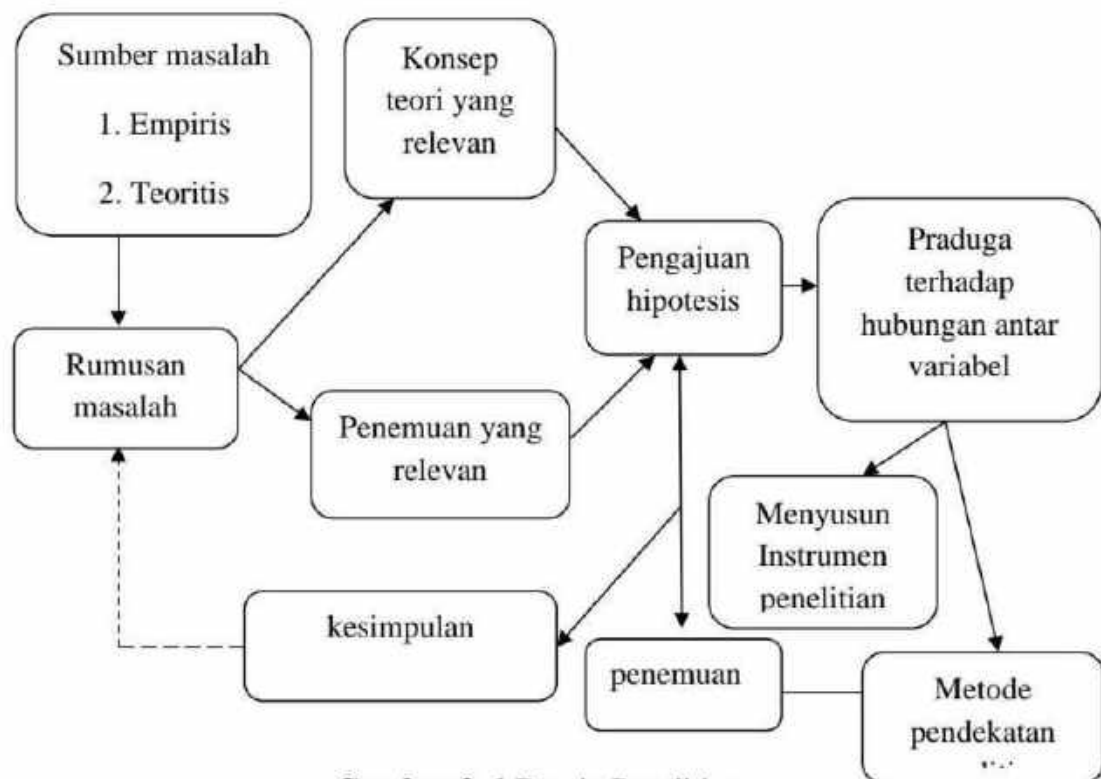 Sumber masalah
1. Empiris
2. Teoritis
Konsep
teori yang
relevan
Pengajuan
hipotesis
Praduga
terhadap
hubungan antar
variabel
Rumusan
masalah
Penemuan yang
relevan
Menyusun
Instrumen
penelitian
kesimpulan
penemuan
Metode
pendekatan